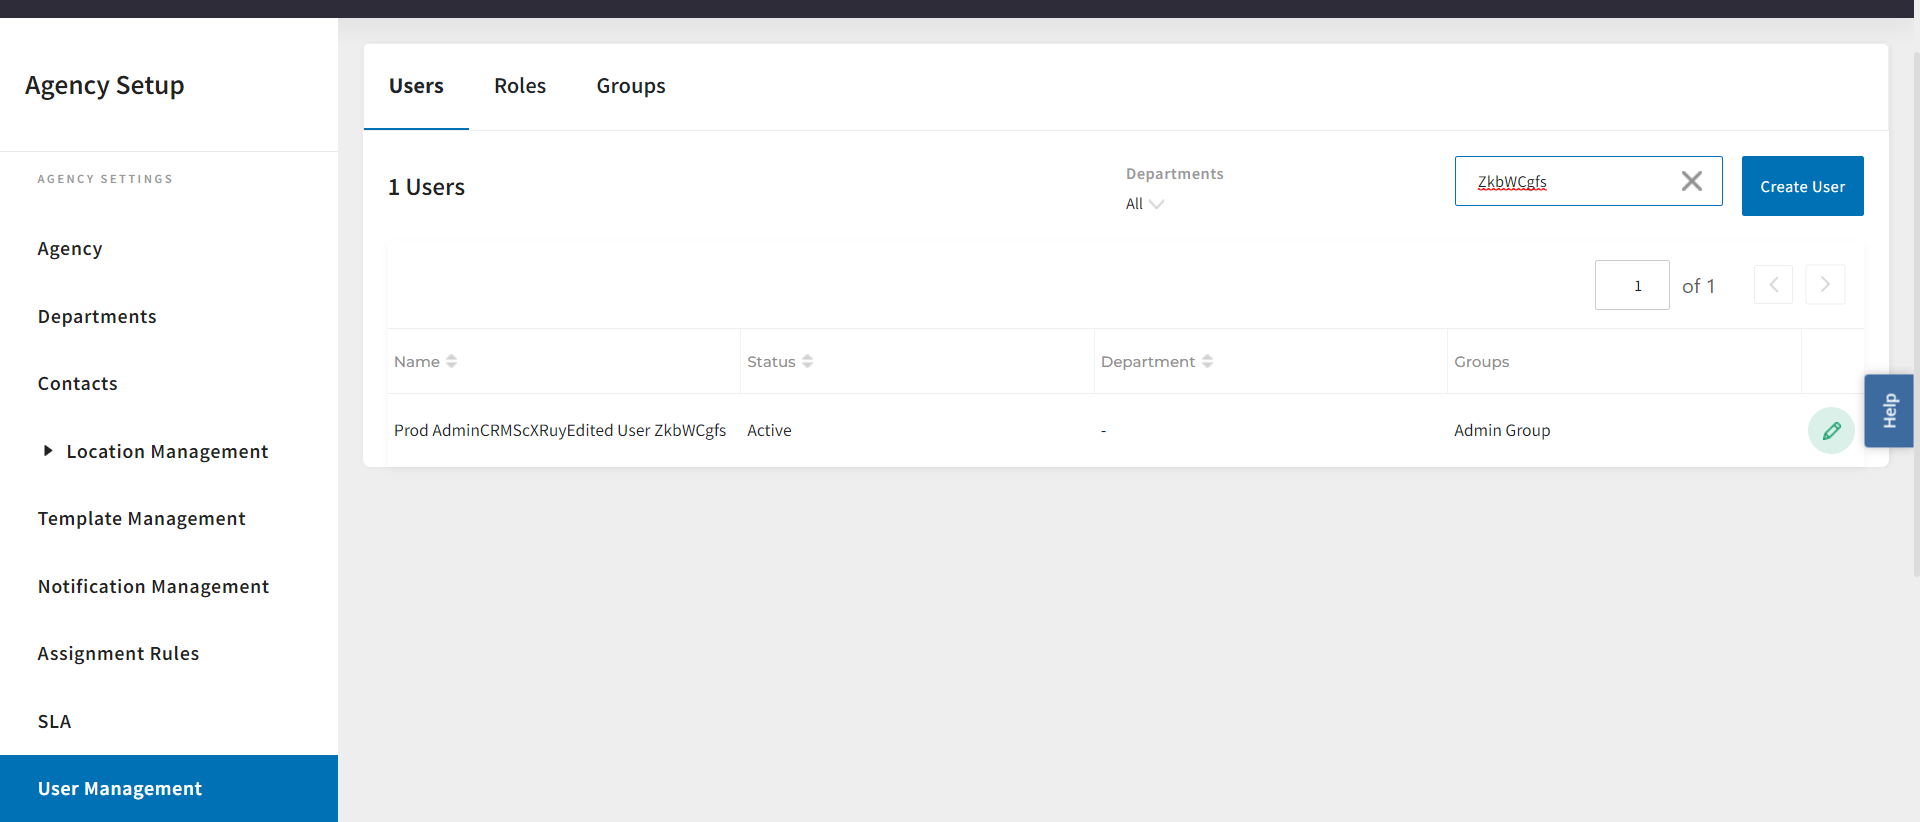 Agency Setup
AGENCY SETTINGS
Agency
Departments
Contacts
Location Management
Template Management
Notification Management
Assignment Rules
SLA
User Management
Users Roles Groups
1 Users
Departments
All
ZkbWCgfs
Create User
1 of 1
Name Status Department Groups
Prod AdminCRMScXRuyEdited User ZkbWCgfs Active - Admin Group
Help